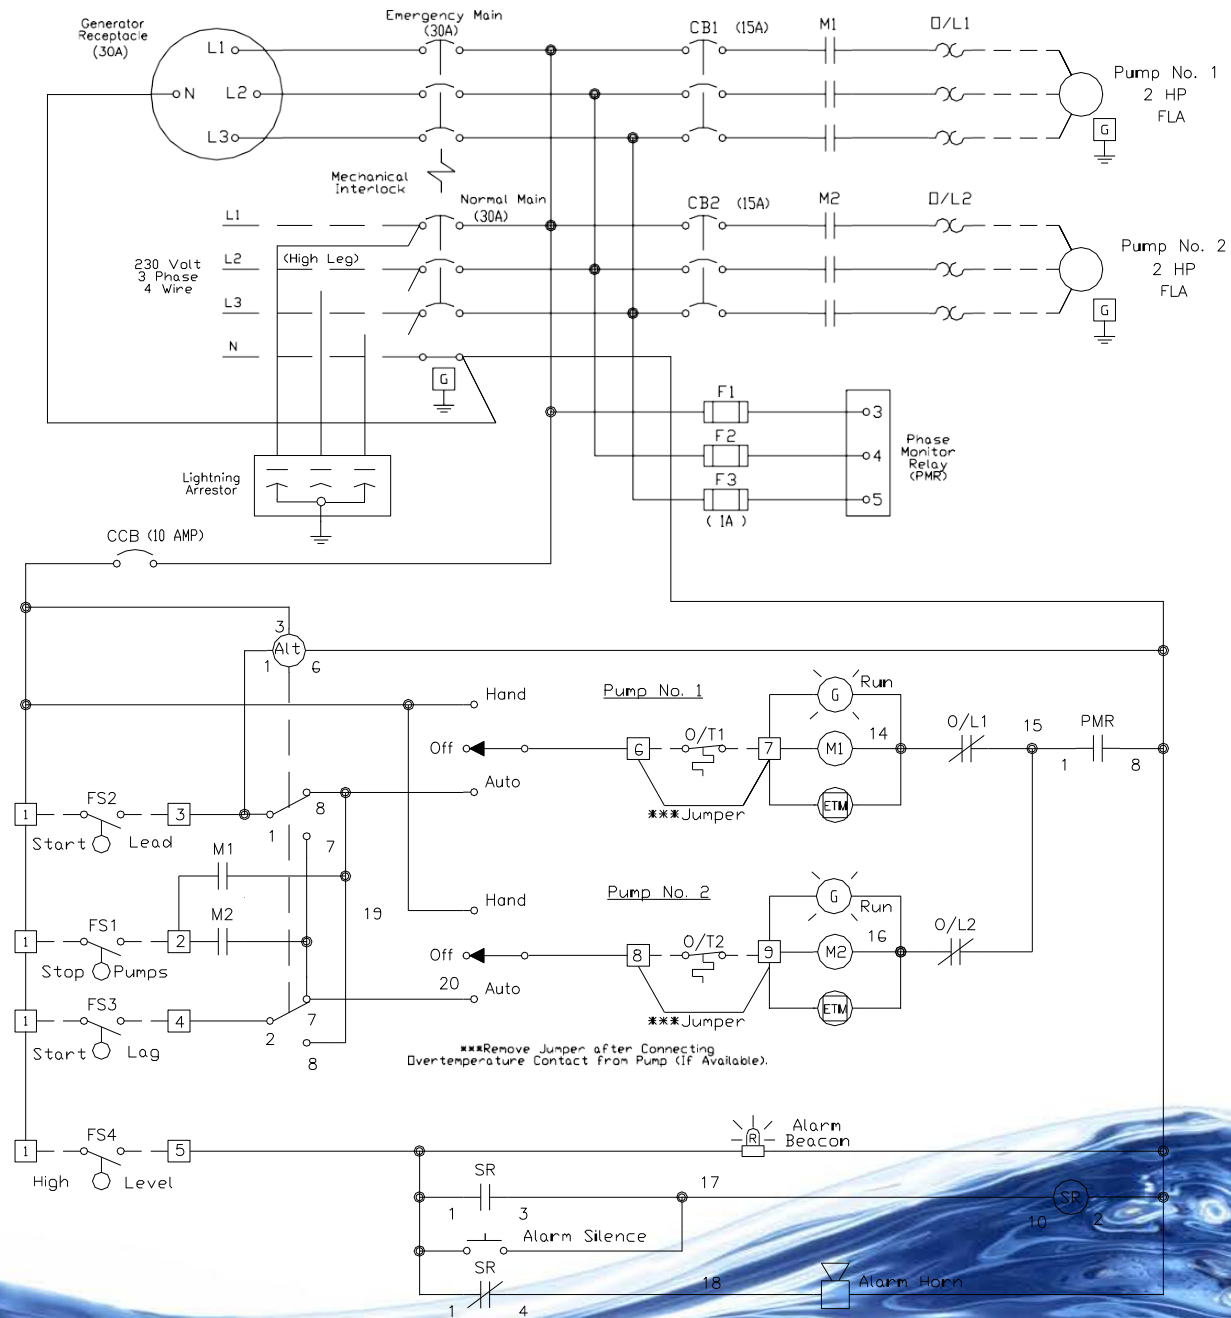 Generator
Receptacle
(30A)
Emergency Main
(30A)
CB1 (15A)
M1
O/L1
L1
N L2
L3
Pump No. 1
2 HP
FLA
G
Mechanical
Interlock
Normal Main
(30A)
CB2 (15A)
M2
O/L2
L1
230 Volt
3 Phase
4 Wire
L2
(High Leg)
L3
N
G
Pump No. 2
2 HP
FLA
G
F1
3
F2
4
F3
5
(1A)
Phase
Monitor
Relay
(PMR)
Lightning
Arrestor
CCB (10 AMP)
3
Alt
1 6
Hand
Pump No. 1
G Run
Off
6
O/T1
7
M1
14
O/L1
15
PMR
1 8
Auto
ETM
***Jumper
1
FS2
3
Start Lead
1
8
7
M1
19
Hand
Pump No. 2
G Run
1
FS1
2
M2
Stop Pumps
Off
8
O/T2
9
M2
16
O/L2
20
Auto
ETM
***Jumper
1
FS3
4
Start Lag
2
7
8
***Remove Jumper after Connecting
Overtemperature Contact from Pump (If Available).
1
FS4
5
High Level
R
Alarm
Beacon
SR
1 3
17
SR
10 2
Alarm Silence
SR
1 4
18
Alarm Horn